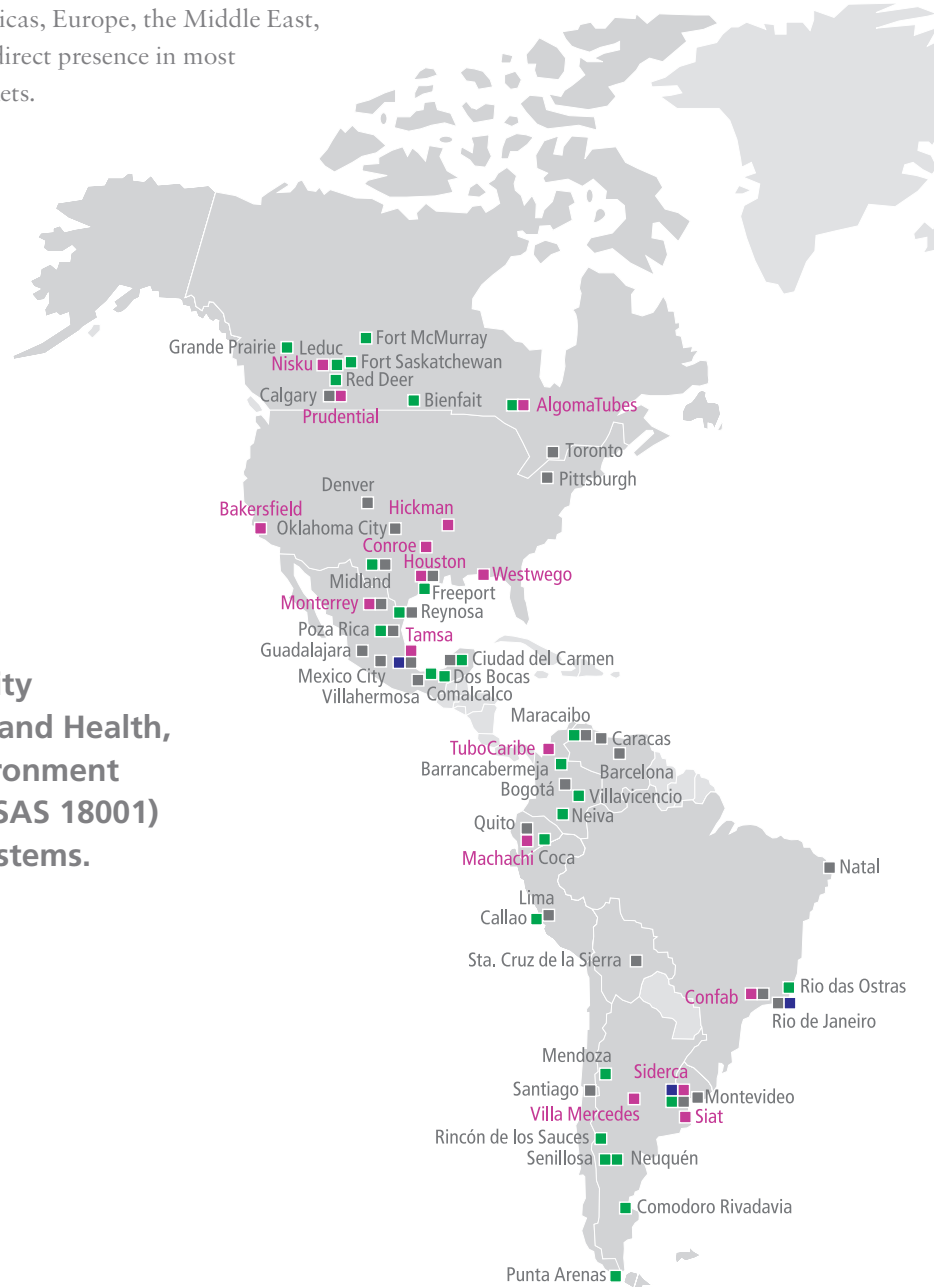 icas, Europe, the Middle East,
direct presence in most
ets.
Fort McMurray
Grande Prairie
Leduc
Nisku
Fort Saskatchewan
Red Deer
Calgary
Bienfait
AlgomaTubes
Prudential
Toronto
Pittsburgh
Denver
Bakersfield
Hickman
Oklahoma City
Conroe
Houston
Midland
Westwego
Freeport
Monterrey
Reynosa
Poza Rica
Tamsa
Guadalajara
Ciudad del Carmen
Mexico City
Dos Bocas
Villahermosa
Comalcalco
ity
and Health,
ronment
SAS 18001)
stems.
Maracaibo
Caracas
TuboCaribe
Barrancabermeja
Barcelona
Bogotá
Villavicencio
Neiva
Quito
Machachi
Coca
Natal
Lima
Callao
Sta. Cruz de la Sierra
Rio das Ostras
Confab
Rio de Janeiro
Mendoza
Siderca
Santiago
Montevideo
Villa Mercedes
Siat
Rincón de los Sauces
Senillosa
Neuquén
Comodoro Rivadavia
Punta Arenas